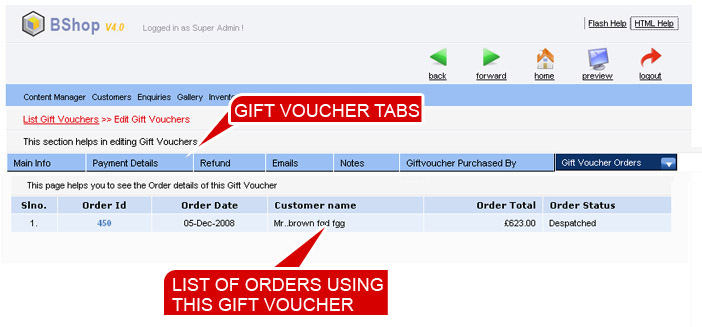 BShop V4.0
Logged in as Super Admin !
Flash Help HTML Help
back forward home preview logout
Content Manager Customers Enquiries Gallery
GIFT VOUCHER TABS
List Gift Vouchers >> Edit Gift Vouchers
This section helps in editing Gift Vouchers
Main Info Payment Details Refund Emails Notes Giftvoucher Purchased By Gift Voucher Orders
This page helps you to see the Order details of this Gift Voucher
Slno. Order Id Order Date Customer name Order Total Order Status
1. 450 05-Dec-2008 Mr..brown fgg £623.00 Despatched
LIST OF ORDERS USING
THIS GIFT VOUCHER